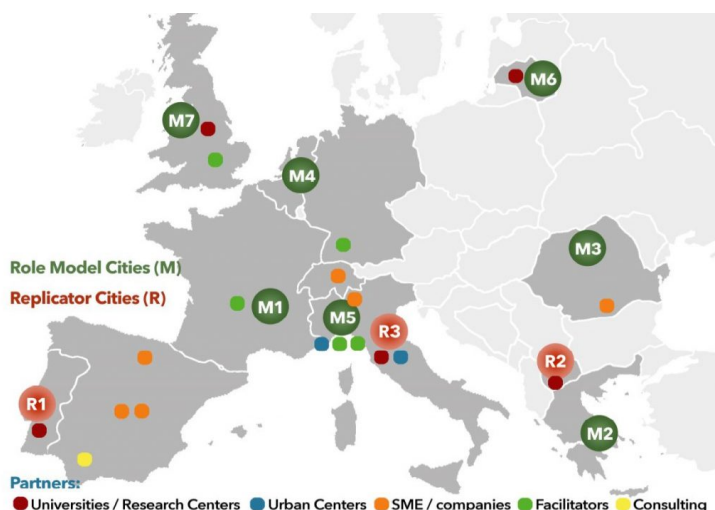 M6
M7
M4
M3
Role Model Cities (M)
Replicator Cities (R)
M1
M5
R3
R2
R1
M2
Partners:
Universities / Research Centers Urban Centers SME / companies Facilitators Consulting